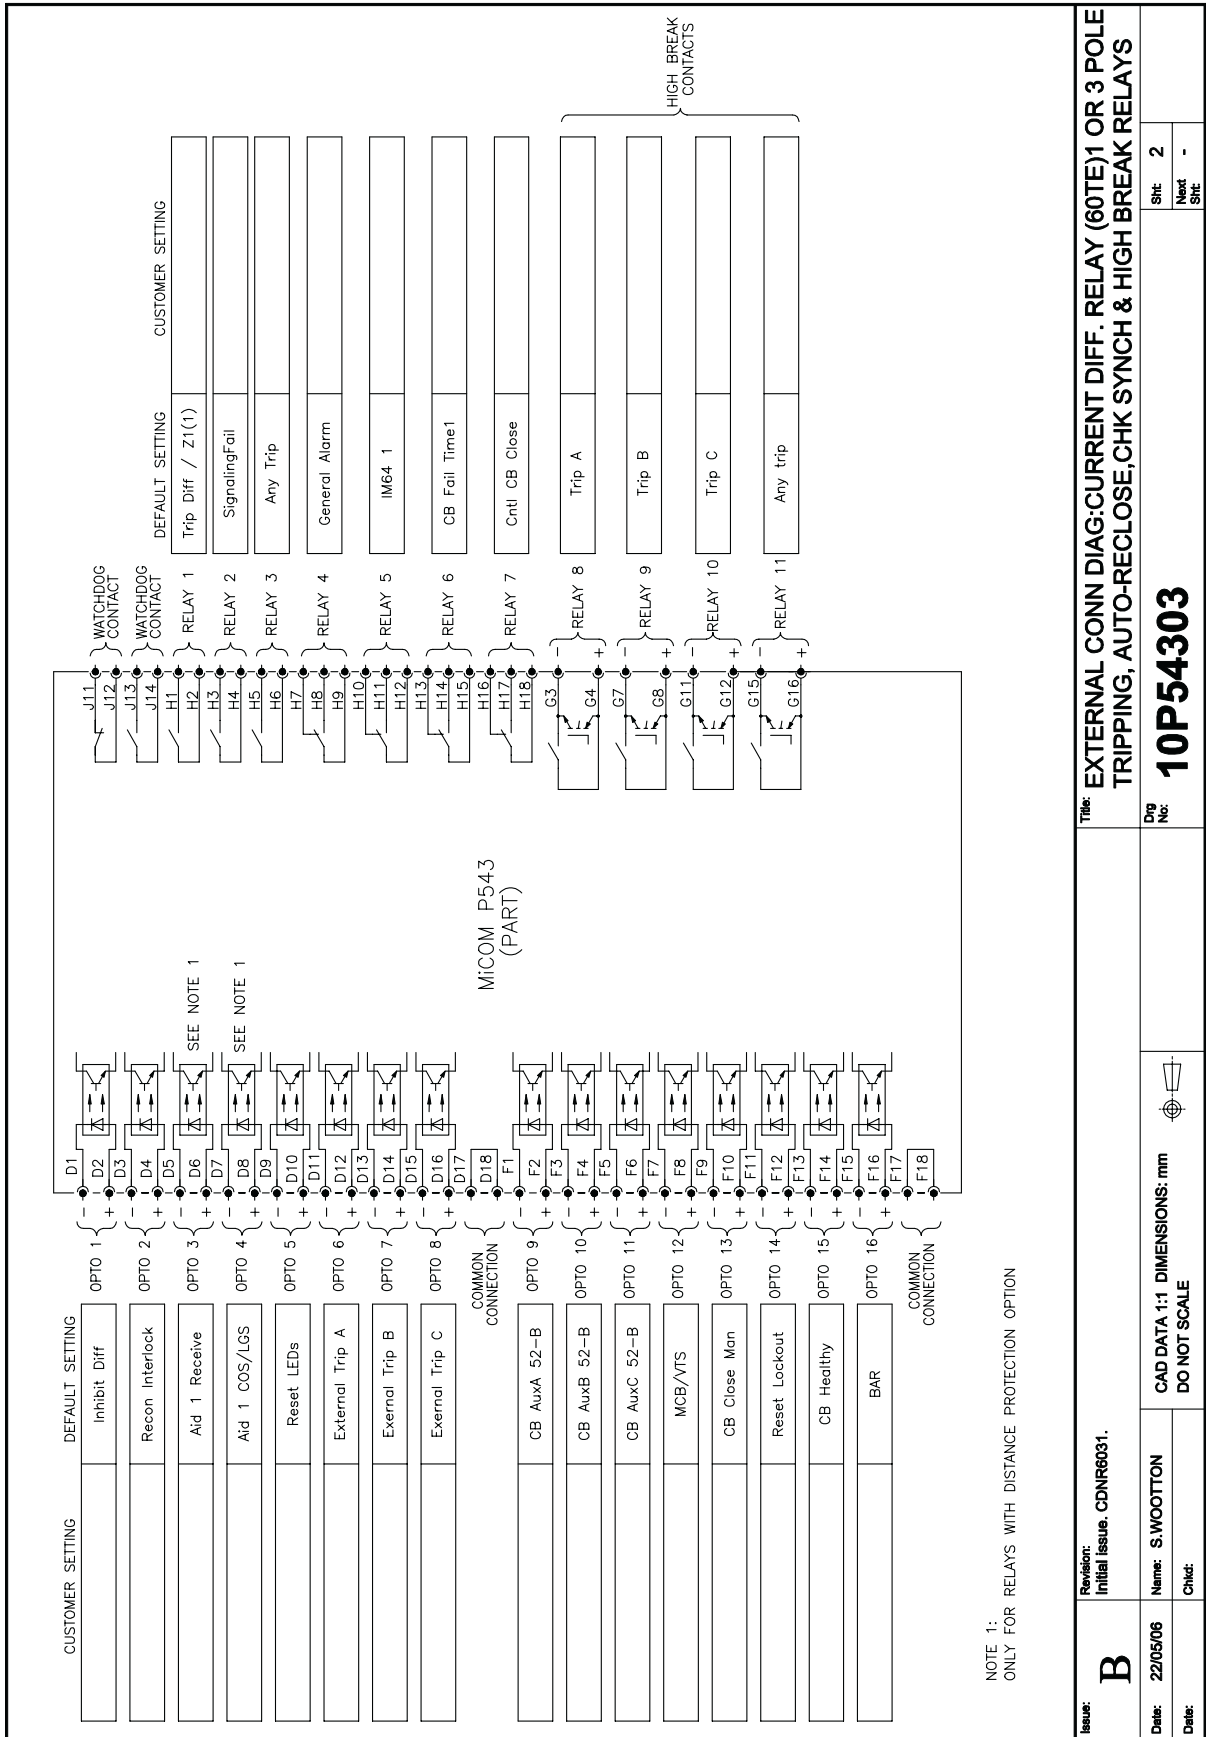 CUSTOMER SETTING
DEFAULT SETTING
Inhibit Diff
OPTO 1
-
+
D1
D2
Recon Interlock
OPTO 2
-
+
D3
D4
Aid 1 Receive
OPTO 3
-
+
D5
D6
SEE NOTE 1
Aid 1 COS/LGS
OPTO 4
-
+
D7
D8
SEE NOTE 1
Reset LEDs
OPTO 5
-
+
D9
D10
External Trip A
OPTO 6
-
+
D11
D12
Exernal Trip B
OPTO 7
-
+
D13
D14
Exernal Trip C
OPTO 8
-
+
D15
D16
COMMON
CONNECTION
D17
D18
CB AuxA 52-B
OPTO 9
-
+
F1
F2
CB AuxB 52-B
OPTO 10
-
+
F3
F4
CB AuxC 52-B
OPTO 11
-
+
F5
F6
MCB/VTS
OPTO 12
-
+
F7
F8
CB Close Man
OPTO 13
-
+
F9
F10
Reset Lockout
OPTO 14
-
+
F11
F12
CB Healthy
OPTO 15
-
+
F13
F14
BAR
OPTO 16
-
+
F15
F16
COMMON
CONNECTION
F17
F18
MiCOM P543
(PART)
DEFAULT SETTING
CUSTOMER SETTING
J11
J12
WATCHDOG
CONTACT
J13
J14
WATCHDOG
CONTACT
H1
H2
RELAY 1
Trip Diff / Z1(1)
H3
H4
RELAY 2
SignalingFail
H5
H6
RELAY 3
Any Trip
H7
H8
H9
RELAY 4
General Alarm
H10
H11
H12
RELAY 5
IM64 1
H13
H14
H15
RELAY 6
CB Fail Time1
H16
H17
H18
RELAY 7
Cntl CB Close
G3
G4
-
+
RELAY 8
Trip A
G7
G8
-
+
RELAY 9
Trip B
G11
G12
-
+
RELAY 10
Trip C
G15
G16
-
+
RELAY 11
Any trip
HIGH BREAK
CONTACTS
NOTE 1:
ONLY FOR RELAYS WITH DISTANCE PROTECTION OPTION
Issue:
B
Revision:
Initial issue. CDNR6031.
Title: EXTERNAL CONN DIAG:CURRENT DIFF. RELAY (60TE)1 OR 3 POLE
TRIPPING, AUTO-RECLOSE,CHK SYNCH & HIGH BREAK RELAYS
Date: 22/05/06
Name: S.WOOTTON
CAD DATA 1:1 DIMENSIONS: mm
DO NOT SCALE
Drg
No:
10P54303
Sht: 2
Date:
Chkd:
Next
Sht:
-